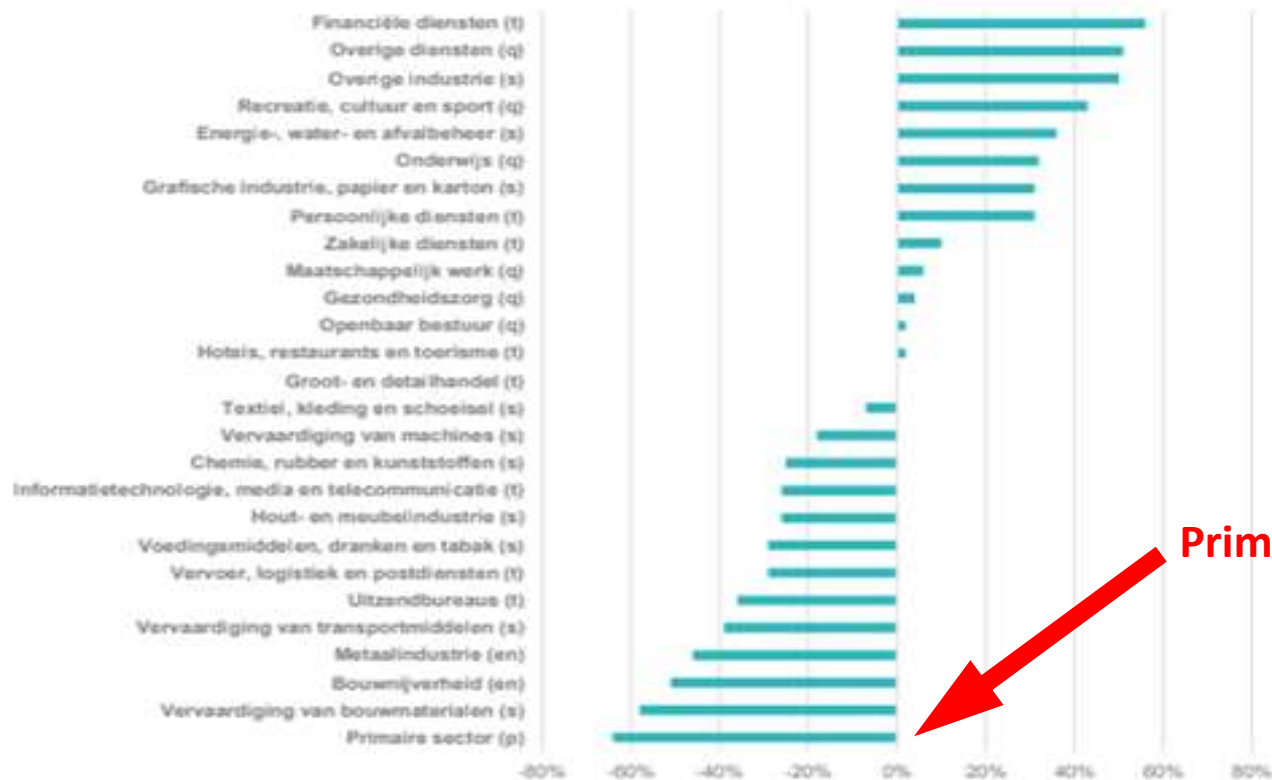 Financiële diensten (t)
Overige diensten (q)
Overige industrie (s)
Recreatie, cultuur en sport (q)
Energie-, water- en afvalbeheer (s)
Onderwijs (q)
Grafische industrie, papier en karton (s)
Persoonlijke diensten (t)
Zakelijke diensten (t)
Maatschappelijk werk (q)
Gezondheidszorg (q)
Openbaar bestuur (q)
Hotels, restaurants en toerisme (t)
Groot- en detailhandel (t)
Textiel, kleding en schoeisel (s)
Vervaardiging van machines (s)
Chemie, rubber en kunststoffen (s)
Informatietechnologie, media en telecommunicatie (t)
Hout- en meubelindustrie (s)
Voedingsmiddelen, dranken en tabak (s)
Prim
Vervoer, logistiek en postdiensten (t)
Uitzendbureaus (t)
Vervaardiging van transportmiddelen (s)
Metaalindustrie (en)
Bouwnijverheid (en)
Vervaardiging van bouwmaterialen (s)
Primaire sector (p)
-80% -60% -40% -20% 0% 20% 40% 60% 80%